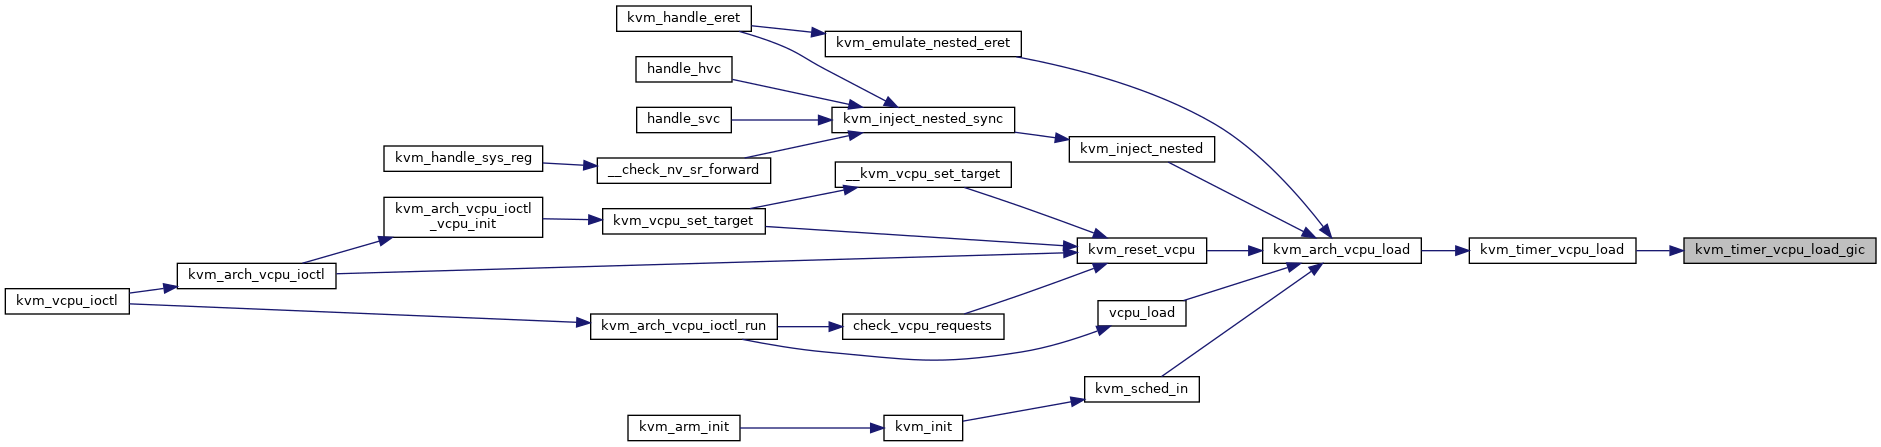 kvm_handle_eret
kvm_emulate_nested_eret
handle_hvc
handle_svc
kvm_inject_nested_sync
kvm_inject_nested
kvm_handle_sys_reg
__check_nv_sr_forward
__kvm_vcpu_set_target
kvm_arch_vcpu_ioctl
_vcpu_init
kvm_vcpu_set_target
kvm_reset_vcpu
kvm_arch_vcpu_load
kvm_timer_vcpu_load
kvm_timer_vcpu_load_gic
kvm_arch_vcpu_ioctl
kvm_vcpu_ioctl
vcpu_load
kvm_arch_vcpu_ioctl_run
check_vcpu_requests
kvm_sched_in
kvm_arm_init
kvm_init